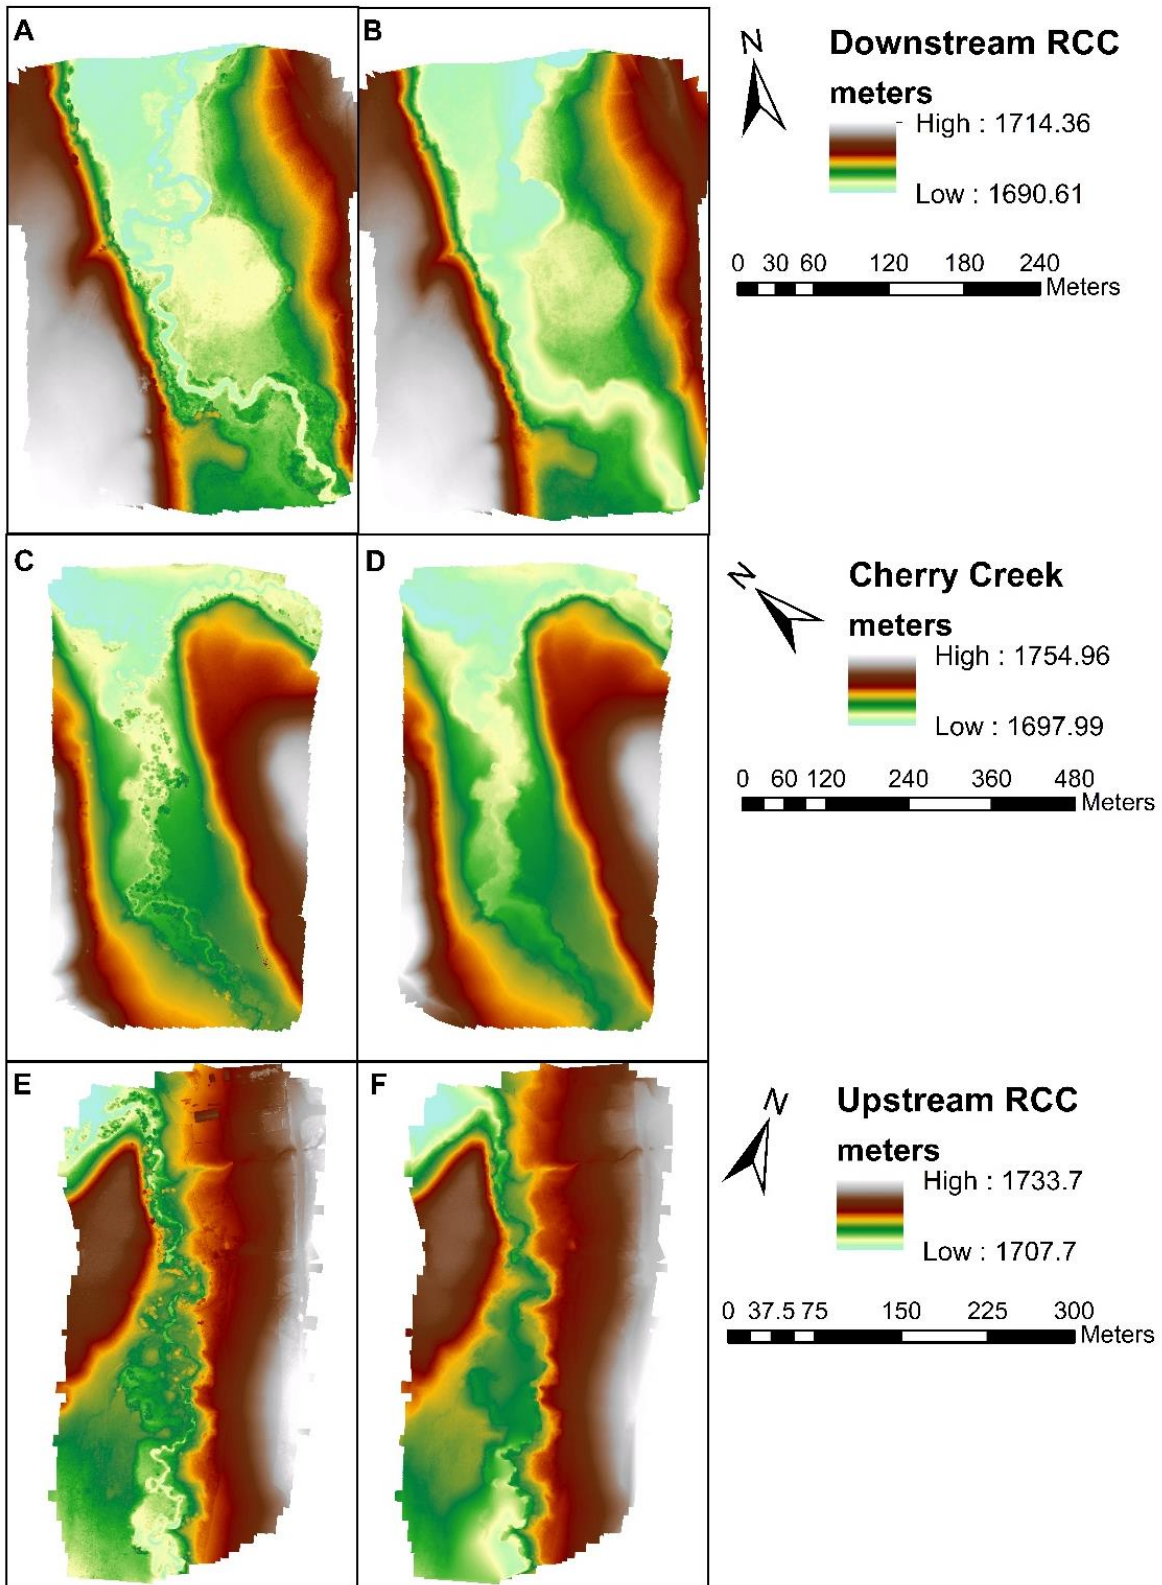 A
B
N
Downstream RCC
meters
High : 1714.36
Low : 1690.61
0 30 60 120 180 240
Meters
C
D
N
Cherry Creek
meters
High : 1754.96
Low : 1697.99
0 60 120 240 360 480
Meters
E
F
N
Upstream RCC
meters
High : 1733.7
Low : 1707.7
0 37.5 75 150 225 300
Meters